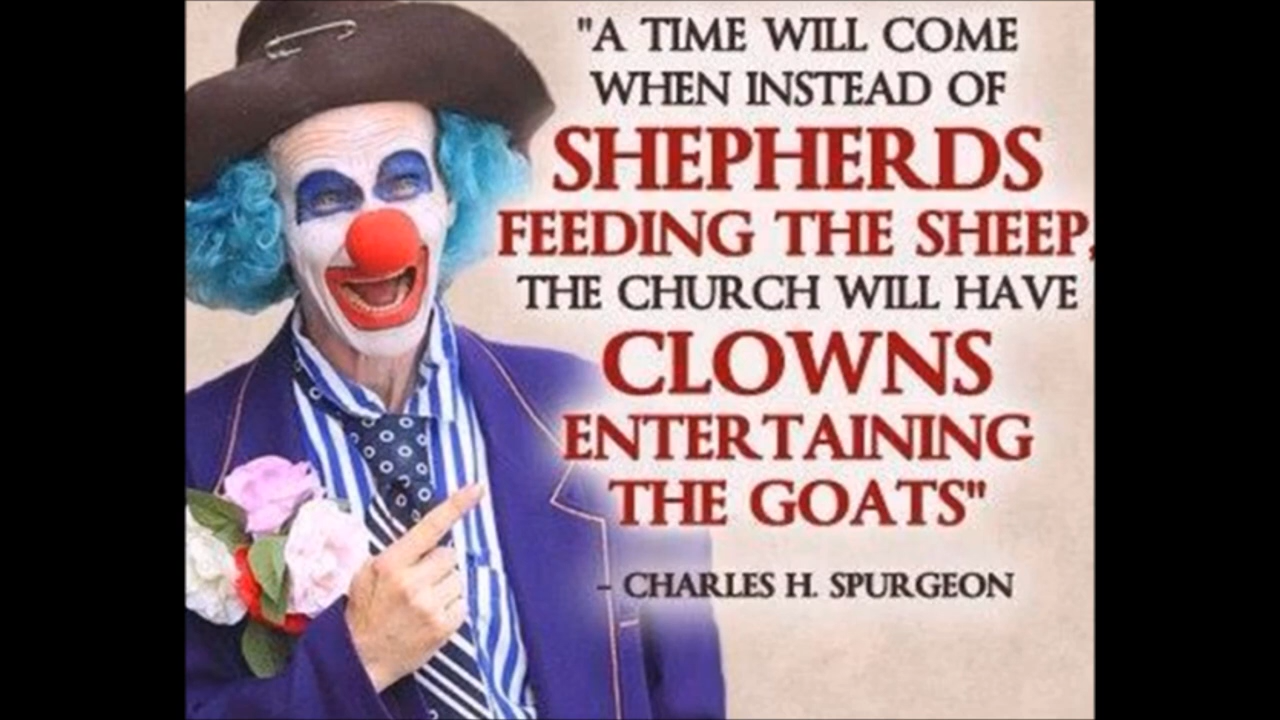 "A TIME WILL COME
WHEN INSTEAD OF
SHEPHERDS
FEEDING THE SHEEP,
THE CHURCH WILL HAVE
CLOWNS
ENTERTAINING
THE GOATS"
- CHARLES H. SPURGEON